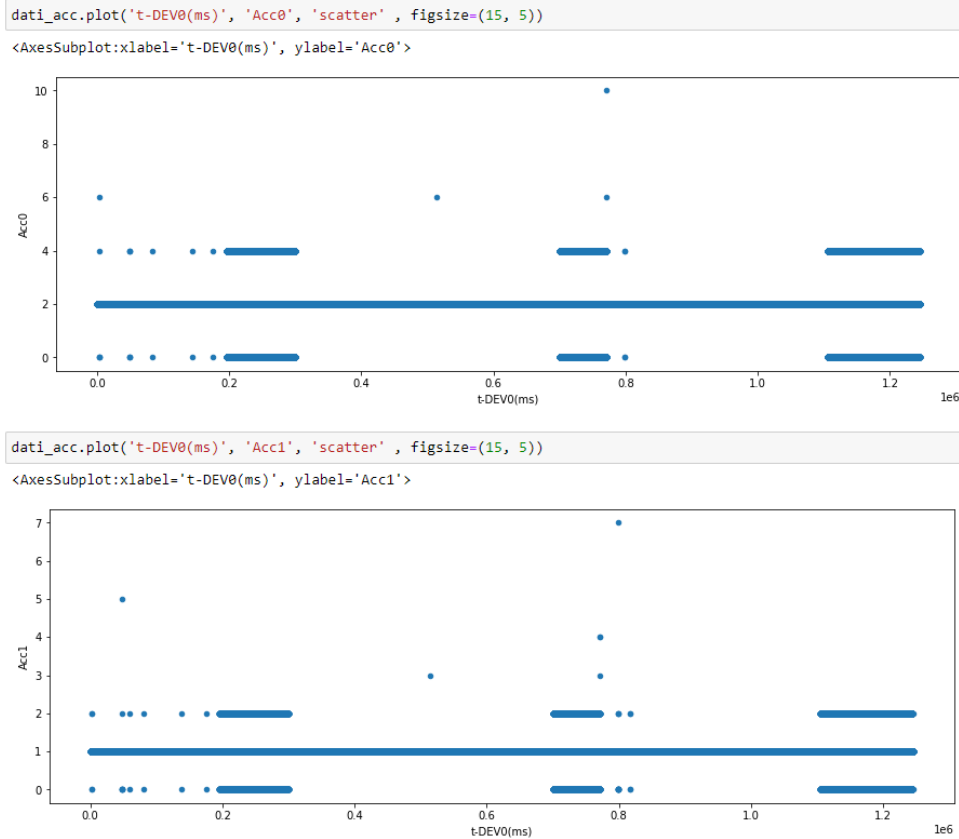 dati_acc.plot('t-DEV0(ms)', 'Acc0', 'scatter' , figsize=(15, 5))
<AxesSubplot:xlabel='t-DEV0(ms)', ylabel='Acc0'>
10
8
6
4
2
0
Acc0
0.0 0.2 0.4 0.6 0.8 1.0 1.2
1e6
t-DEV0(ms)
dati_acc.plot('t-DEV0(ms)', 'Acc1', 'scatter' , figsize=(15, 5))
<AxesSubplot:xlabel='t-DEV0(ms)', ylabel='Acc1'>
7
6
5
4
3
2
1
0
Acc1
0.0 0.2 0.4 0.6 0.8 1.0 1.2
1e6
t-DEV0(ms)